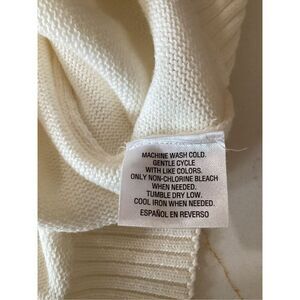 MACHINE WASH COLD.
GENTLE CYCLE
WITH LIKE COLORS.
ONLY NON-CHLORINE BLEACH
WHEN NEEDED.
TUMBLE DRY LOW.
COOL IRON WHEN NEEDED.
ESPAÑOL EN REVERSO